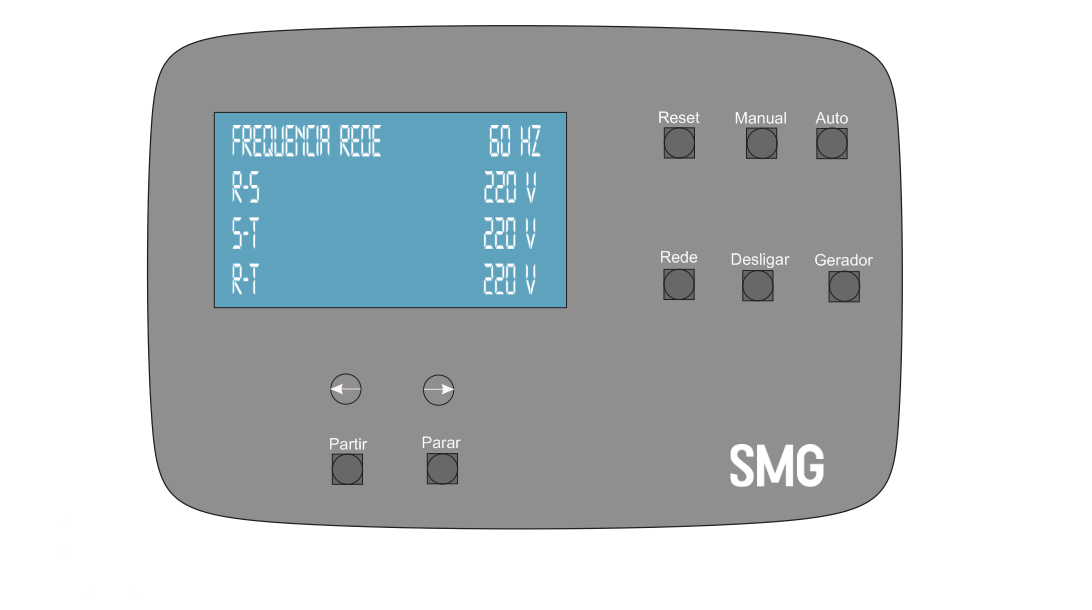 FREQUENCIA REDE 60 HZ
R-S 220 V
S-T 220 V
R-T 220 V
Reset Manual Auto
Rede Desligar Gerador
Partir Parar
SMG